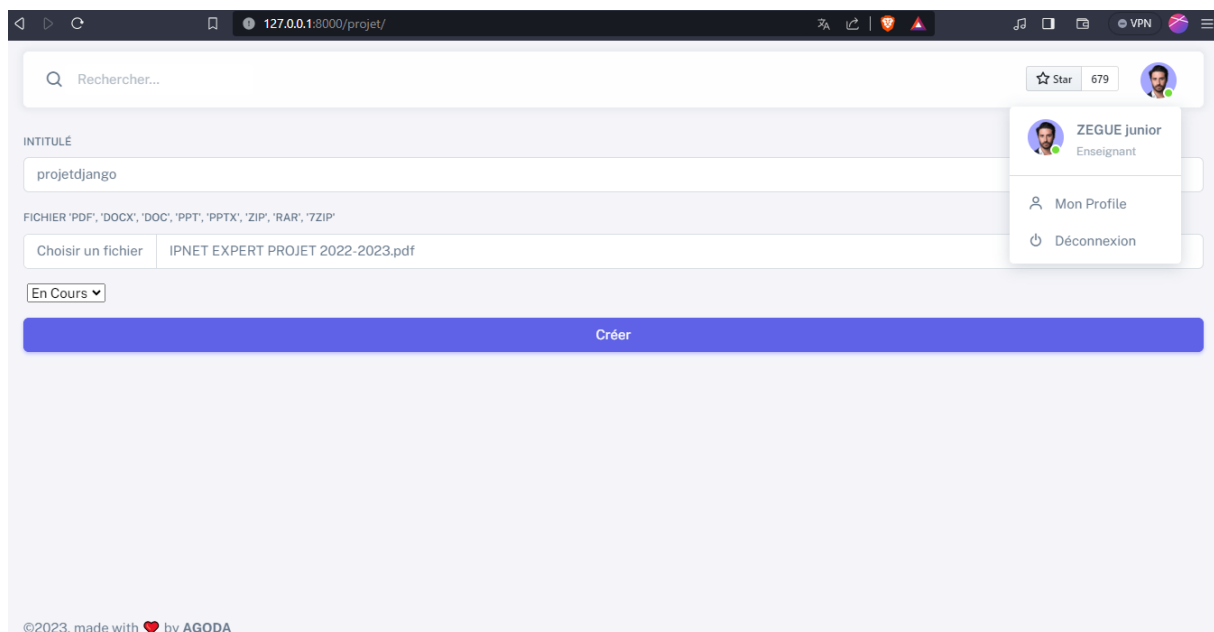 127.0.0.1:8000/projet/
VPN
Rechercher...
Star 679
ZEGUE junior
Enseignant
Mon Profile
Déconnexion
INTITULÉ
projetdjango
FICHIER 'PDF', 'DOCX', 'DOC', 'PPT', 'PPTX', 'ZIP', 'RAR', '7ZIP'
Choisir un fichier IPNET EXPERT PROJET 2022-2023.pdf
En Cours
Créer
©2023, made with ❤ by AGODA